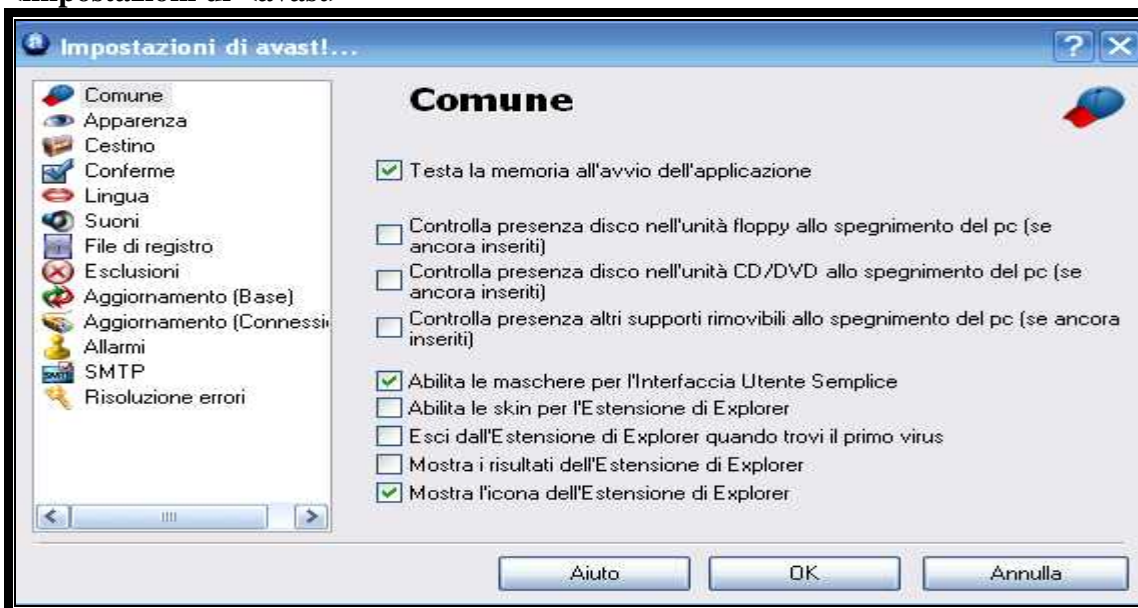 Impostazioni di avast!...
Comune
Apparenza
Cestino
Conferme
Lingua
Suoni
File di registro
Esclusioni
Aggiornamento (Base)
Aggiornamento (Connessi
Allarmi
SMTP
Risoluzione errori
Comune
Testa la memoria all'avvio dell'applicazione
Controlla presenza disco nell'unità floppy allo spegnimento del pc (se
ancora inseriti)
Controlla presenza disco nell'unità CD/DVD allo spegnimento del pc (se
ancora inseriti)
Controlla presenza altri supporti rimovibili allo spegnimento del pc (se ancora
inseriti)
Abilita le maschere per l'Interfaccia Utente Semplice
Abilita le skin per l'Estensione di Explorer
Esci dall'Estensione di Explorer quando trovi il primo virus
Mostra i risultati dell'Estensione di Explorer
Mostra l'icona dell'Estensione di Explorer
Aiuto
OK
Annulla